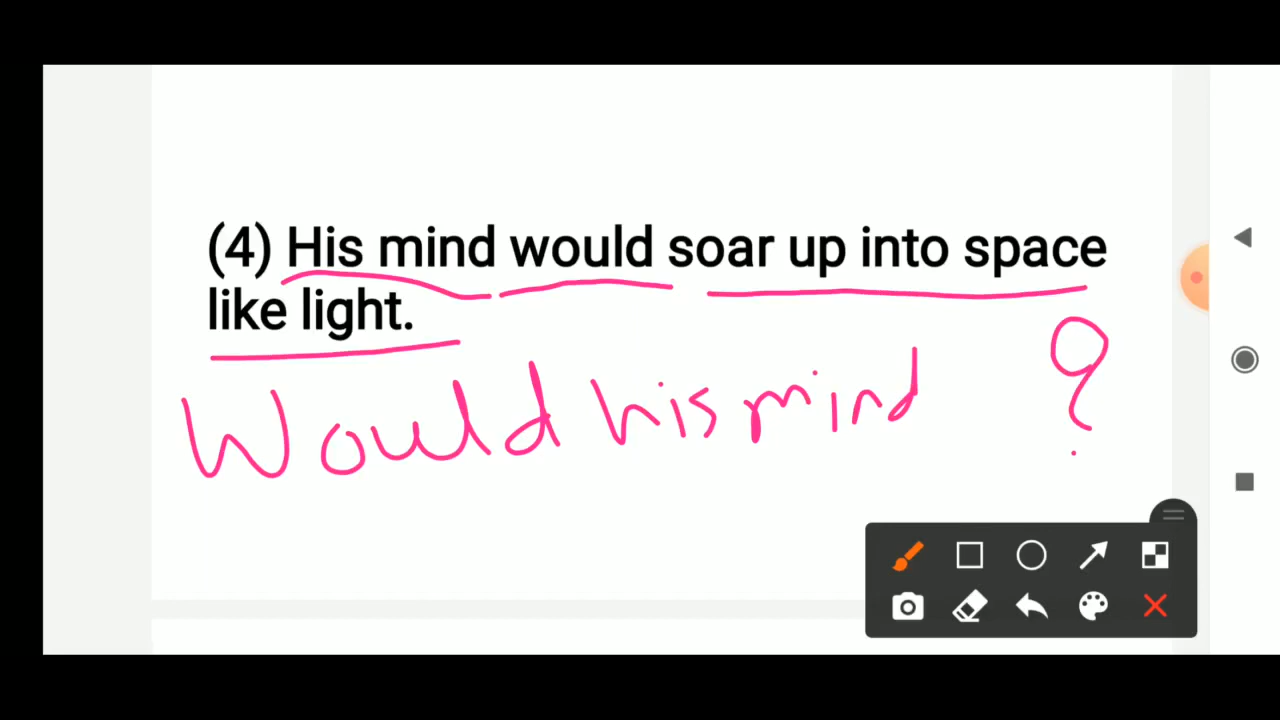 (4) His mind would soar up into space
like light.
Would his mind ?